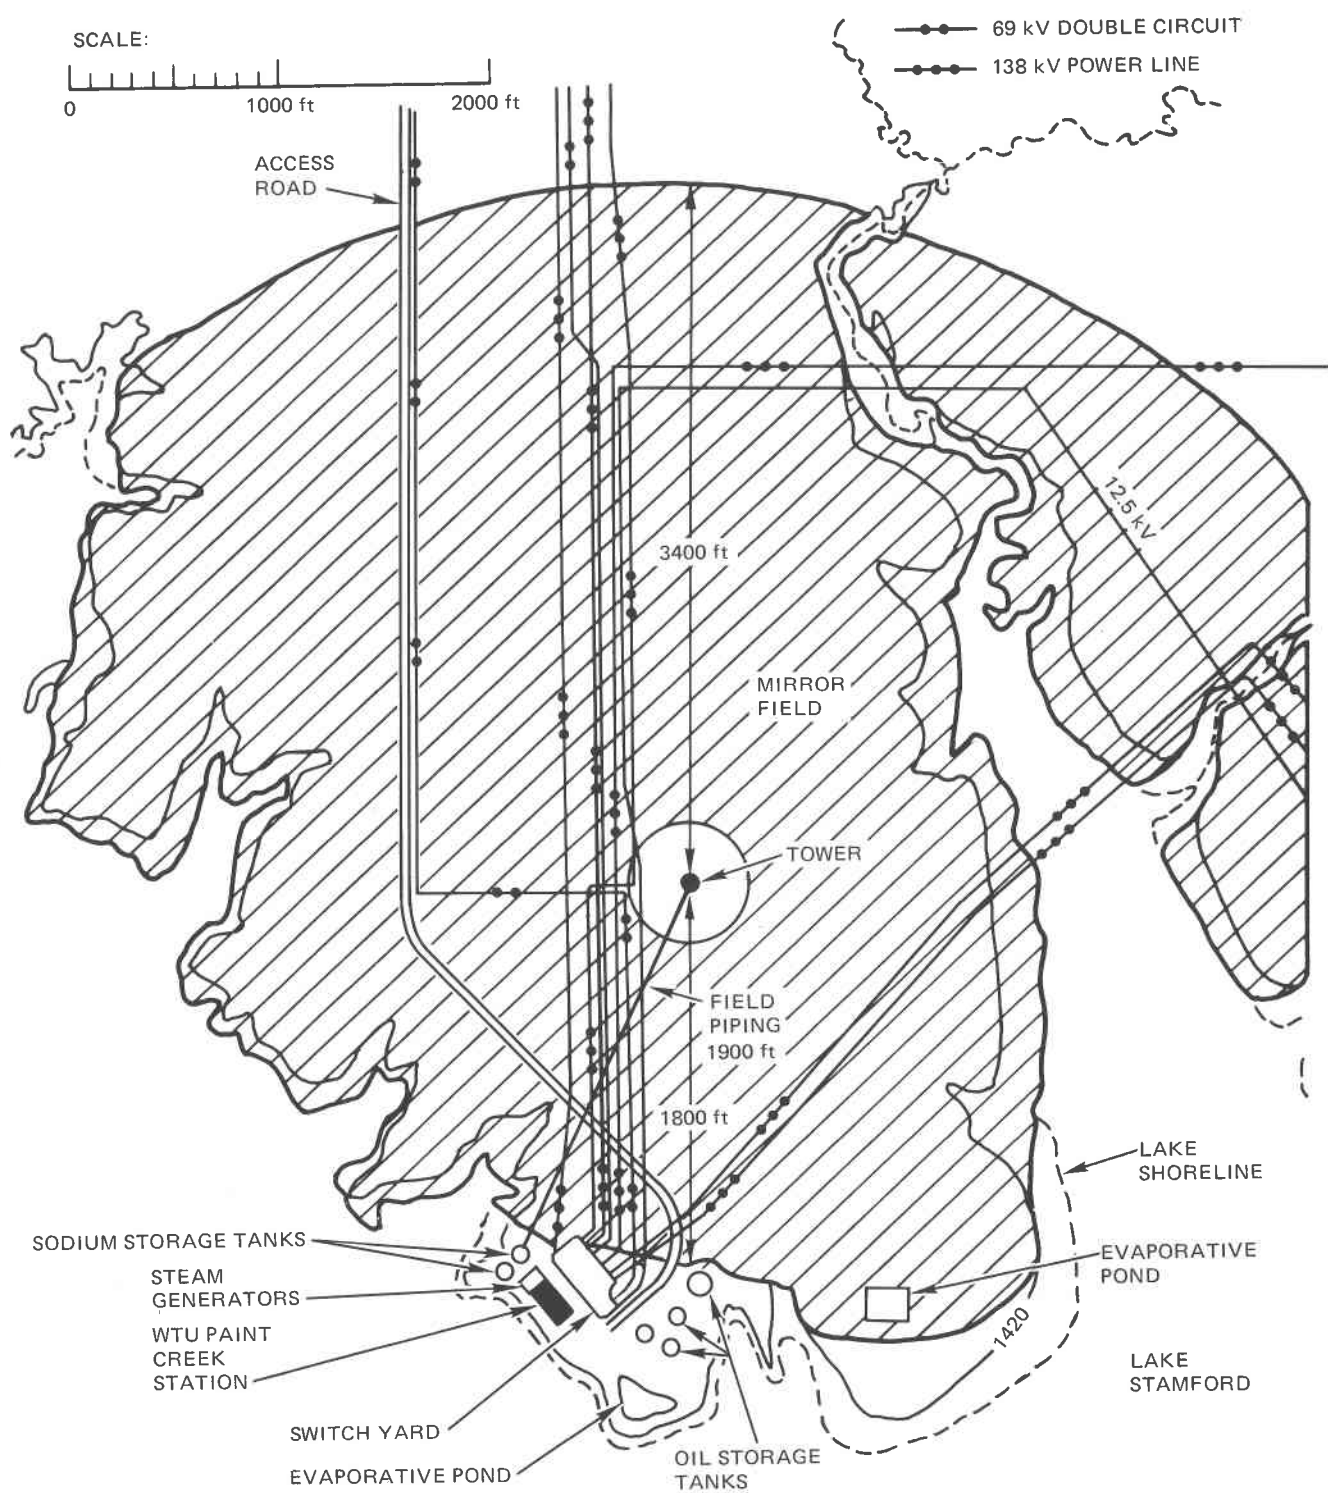 SCALE:
0
1000 ft
2000 ft
69 kV DOUBLE CIRCUIT
138 kV POWER LINE
ACCESS
ROAD
12.5 kV
3400 ft
MIRROR
FIELD
TOWER
FIELD
PIPING
1900 ft
1800 ft
LAKE
SHORELINE
SODIUM STORAGE TANKS
STEAM
GENERATORS
WTU PAINT
CREEK
STATION
SWITCH YARD
EVAPORATIVE POND
OIL STORAGE
TANKS
EVAPORATIVE
POND
1420
LAKE
STAMFORD